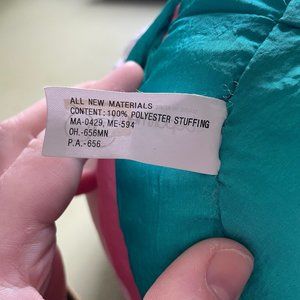 ALL NEW MATERIALS
CONTENT:100% POLYESTER STUFFING
MA-0429, ME-594
OH.-656MN
P.A.-656